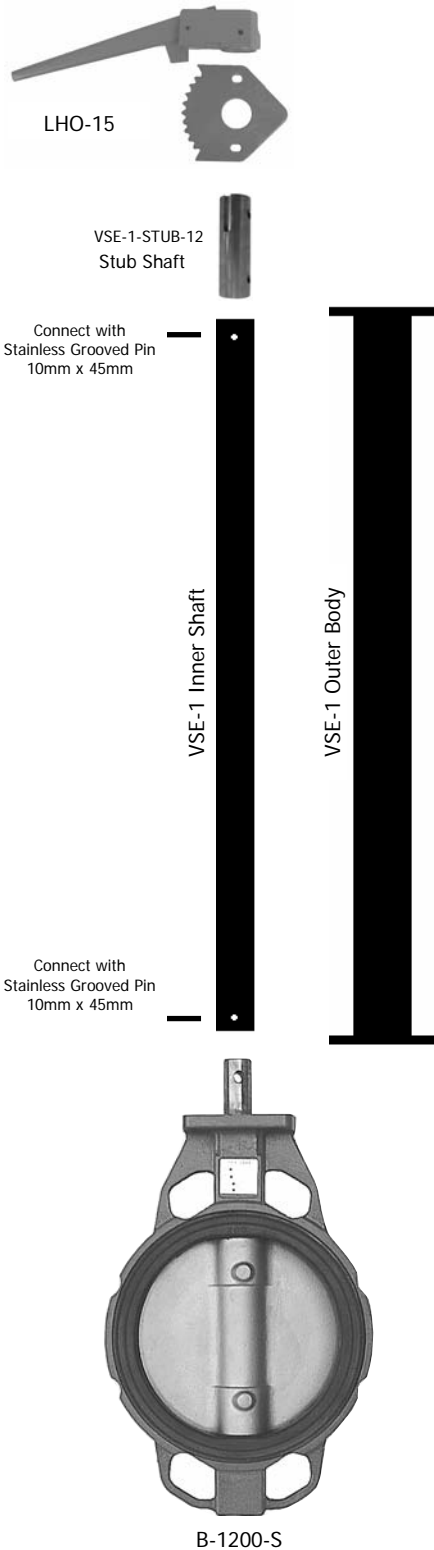 LHO-15
VSE-1-STUB-12
Stub Shaft
Connect with
Stainless Grooved Pin
10mm x 45mm
VSE-1 Inner Shaft
VSE-1 Outer Body
Connect with
Stainless Grooved Pin
10mm x 45mm
B-1200-S